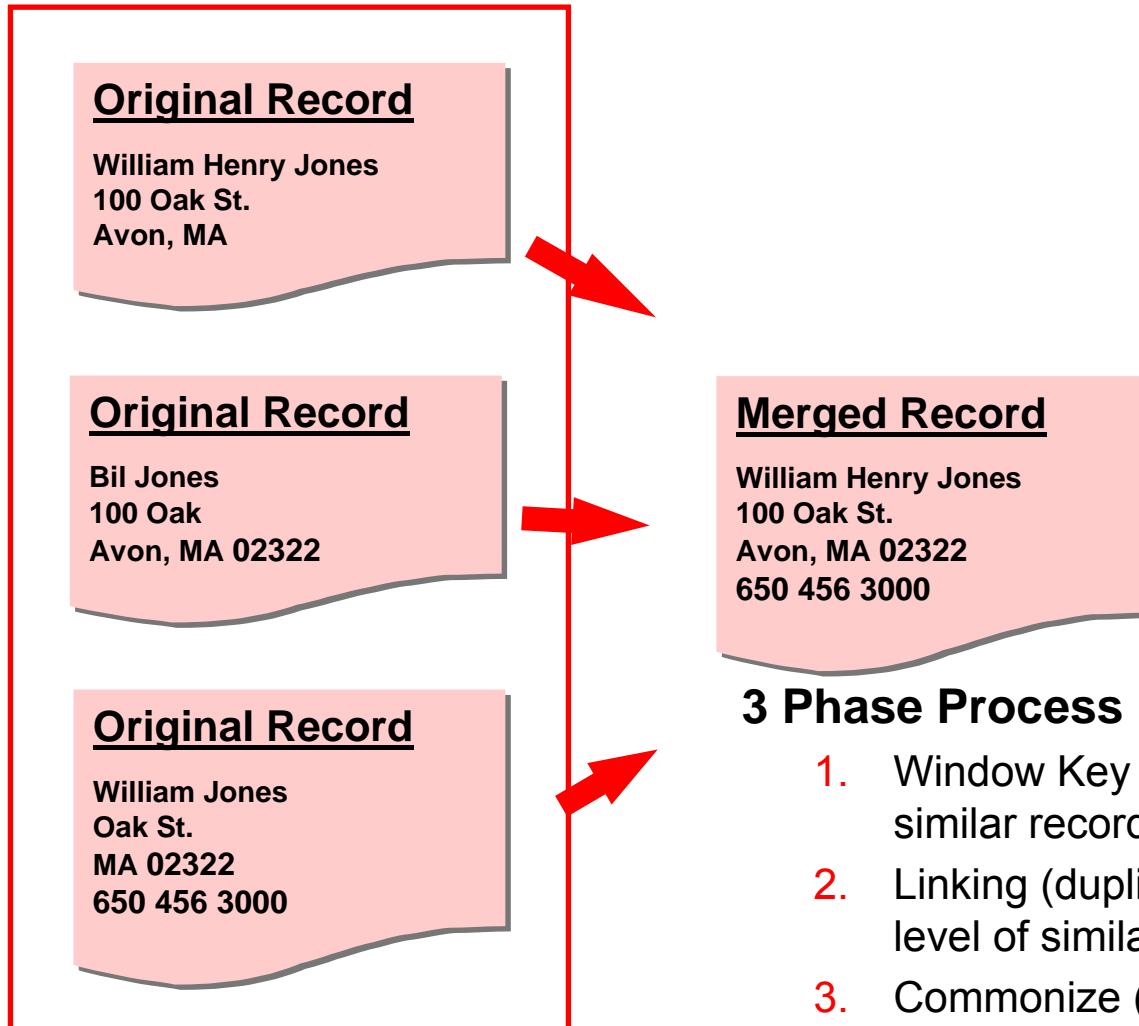 Original Record
William Henry Jones
100 Oak St.
Avon, MA
Original Record
Bil Jones
100 Oak
Avon, MA 02322
Original Record
William Jones
Oak St.
MA 02322
650 456 3000
Merged Record
William Henry Jones
100 Oak St.
Avon, MA 02322
650 456 3000
3 Phase Process
1. Window Key
similar
2. Linking
level of
3. Commonize (